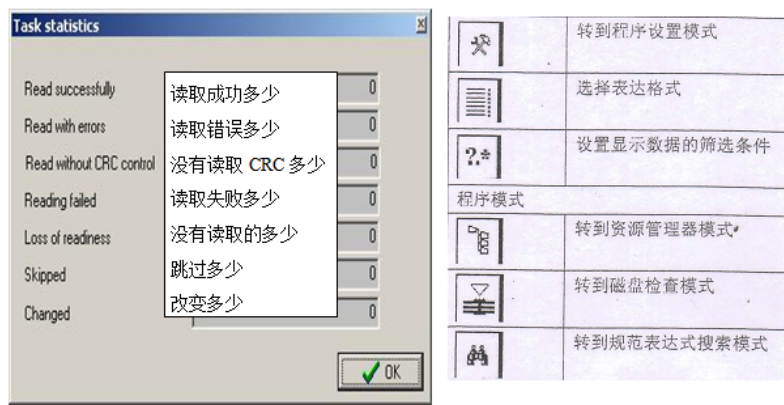 Task statistics
Read successfully
读取成功多少
0
Read with errors
读取错误多少
0
Read without CRC control
没有读取 CRC 多少
0
Reading failed
读取失败多少
0
Loss of readiness
没有读取的多少
0
Skipped
跳过多少
0
Changed
改变多少
0
OK
转到程序设置模式
选择表达格式
?.*
设置显示数据的筛选条件
程序模式
转到资源管理器模式
转到磁盘检查模式
转到规范表达式搜索模式